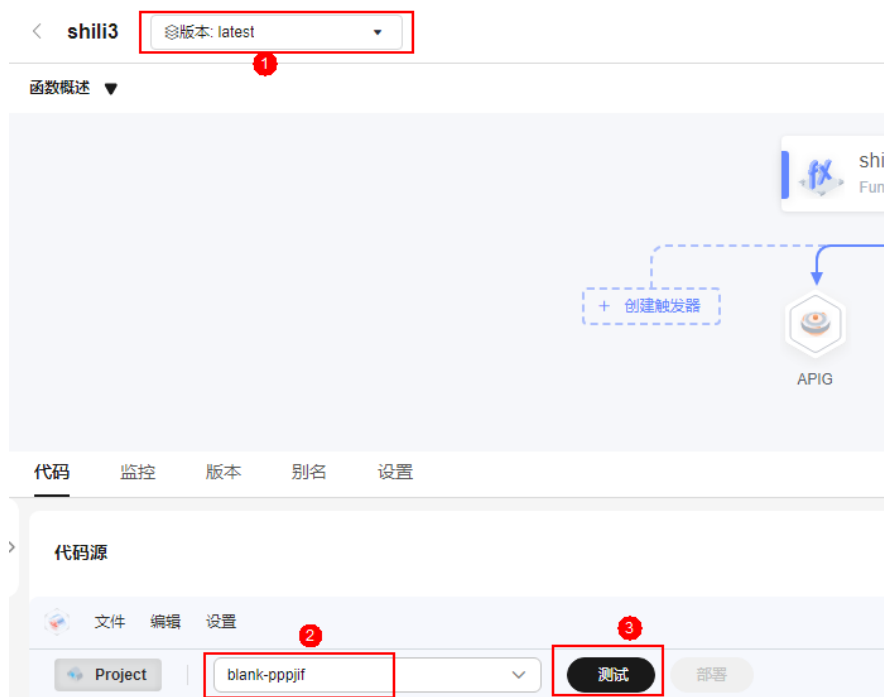 shili3
版本: latest
1
函数概述
shi
Fun
fx
+ 创建触发器
APIG
代码 监控 版本 别名 设置
代码源
文件 编辑 设置
2
3
Project
blank-pppjif
测试
部署